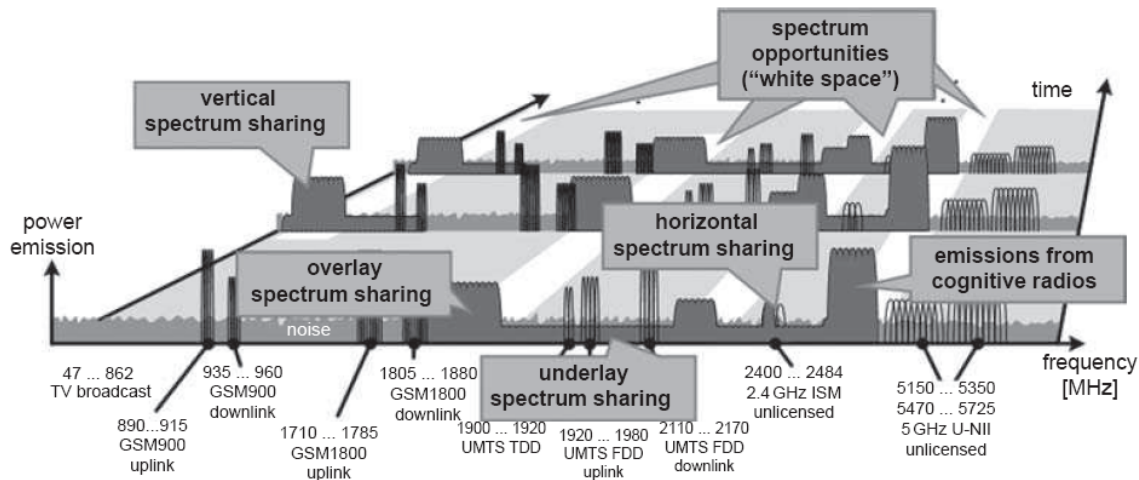 spectrum
opportunities
("white space")
time
vertical
spectrum sharing
power
emission
horizontal
spectrum sharing
overlay
spectrum sharing
emissions from
cognitive radios
noise
underlay
spectrum sharing
frequency
[MHz]
47 ... 862
TV broadcast
890...915
GSM900
uplink
935 ... 960
GSM900
downlink
1710 ... 1785
GSM1800
uplink
1805 ... 1880
GSM1800
downlink
1900 ... 1920
UMTS TDD
1920 ... 1980
UMTS FDD
uplink
2110 ... 2170
UMTS FDD
downlink
2400 ... 2484
2.4 GHz ISM
unlicensed
5150 ... 5350
5470 ... 5725
5 GHz U-NII
unlicensed